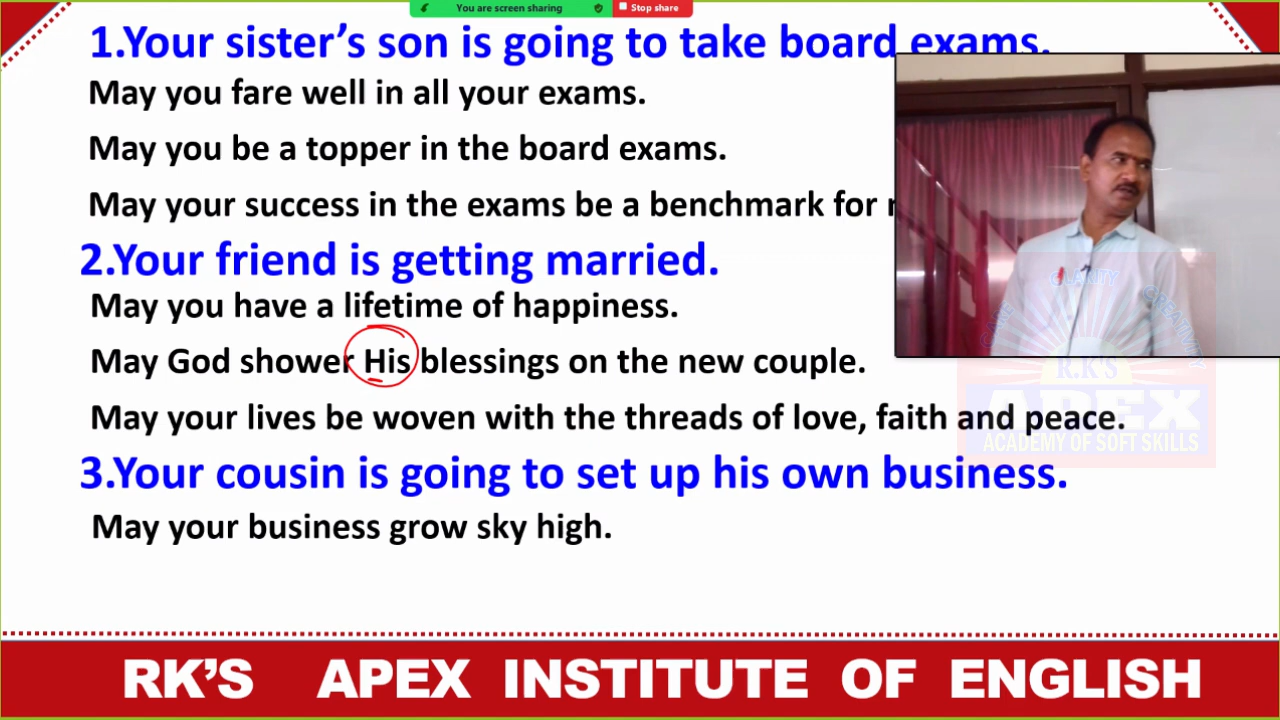 You are screen sharing Stop share
1.Your sister's son is going to take board exams.
May you fare well in all your exams.
May you be a topper in the board exams.
May your success in the exams be a benchmark for
2.Your friend is getting married.
May you have a lifetime of happiness.
May God shower His blessings on the new couple.
May your lives be woven with the threads of love, faith and peace.
3.Your cousin is going to set up his own business.
May your business grow sky high.
CLARITY
CREATIVITY
R.K'S
APEX
ACADEMY OF SOFT SKILLS
RK'S APEX INSTITUTE OF ENGLISH